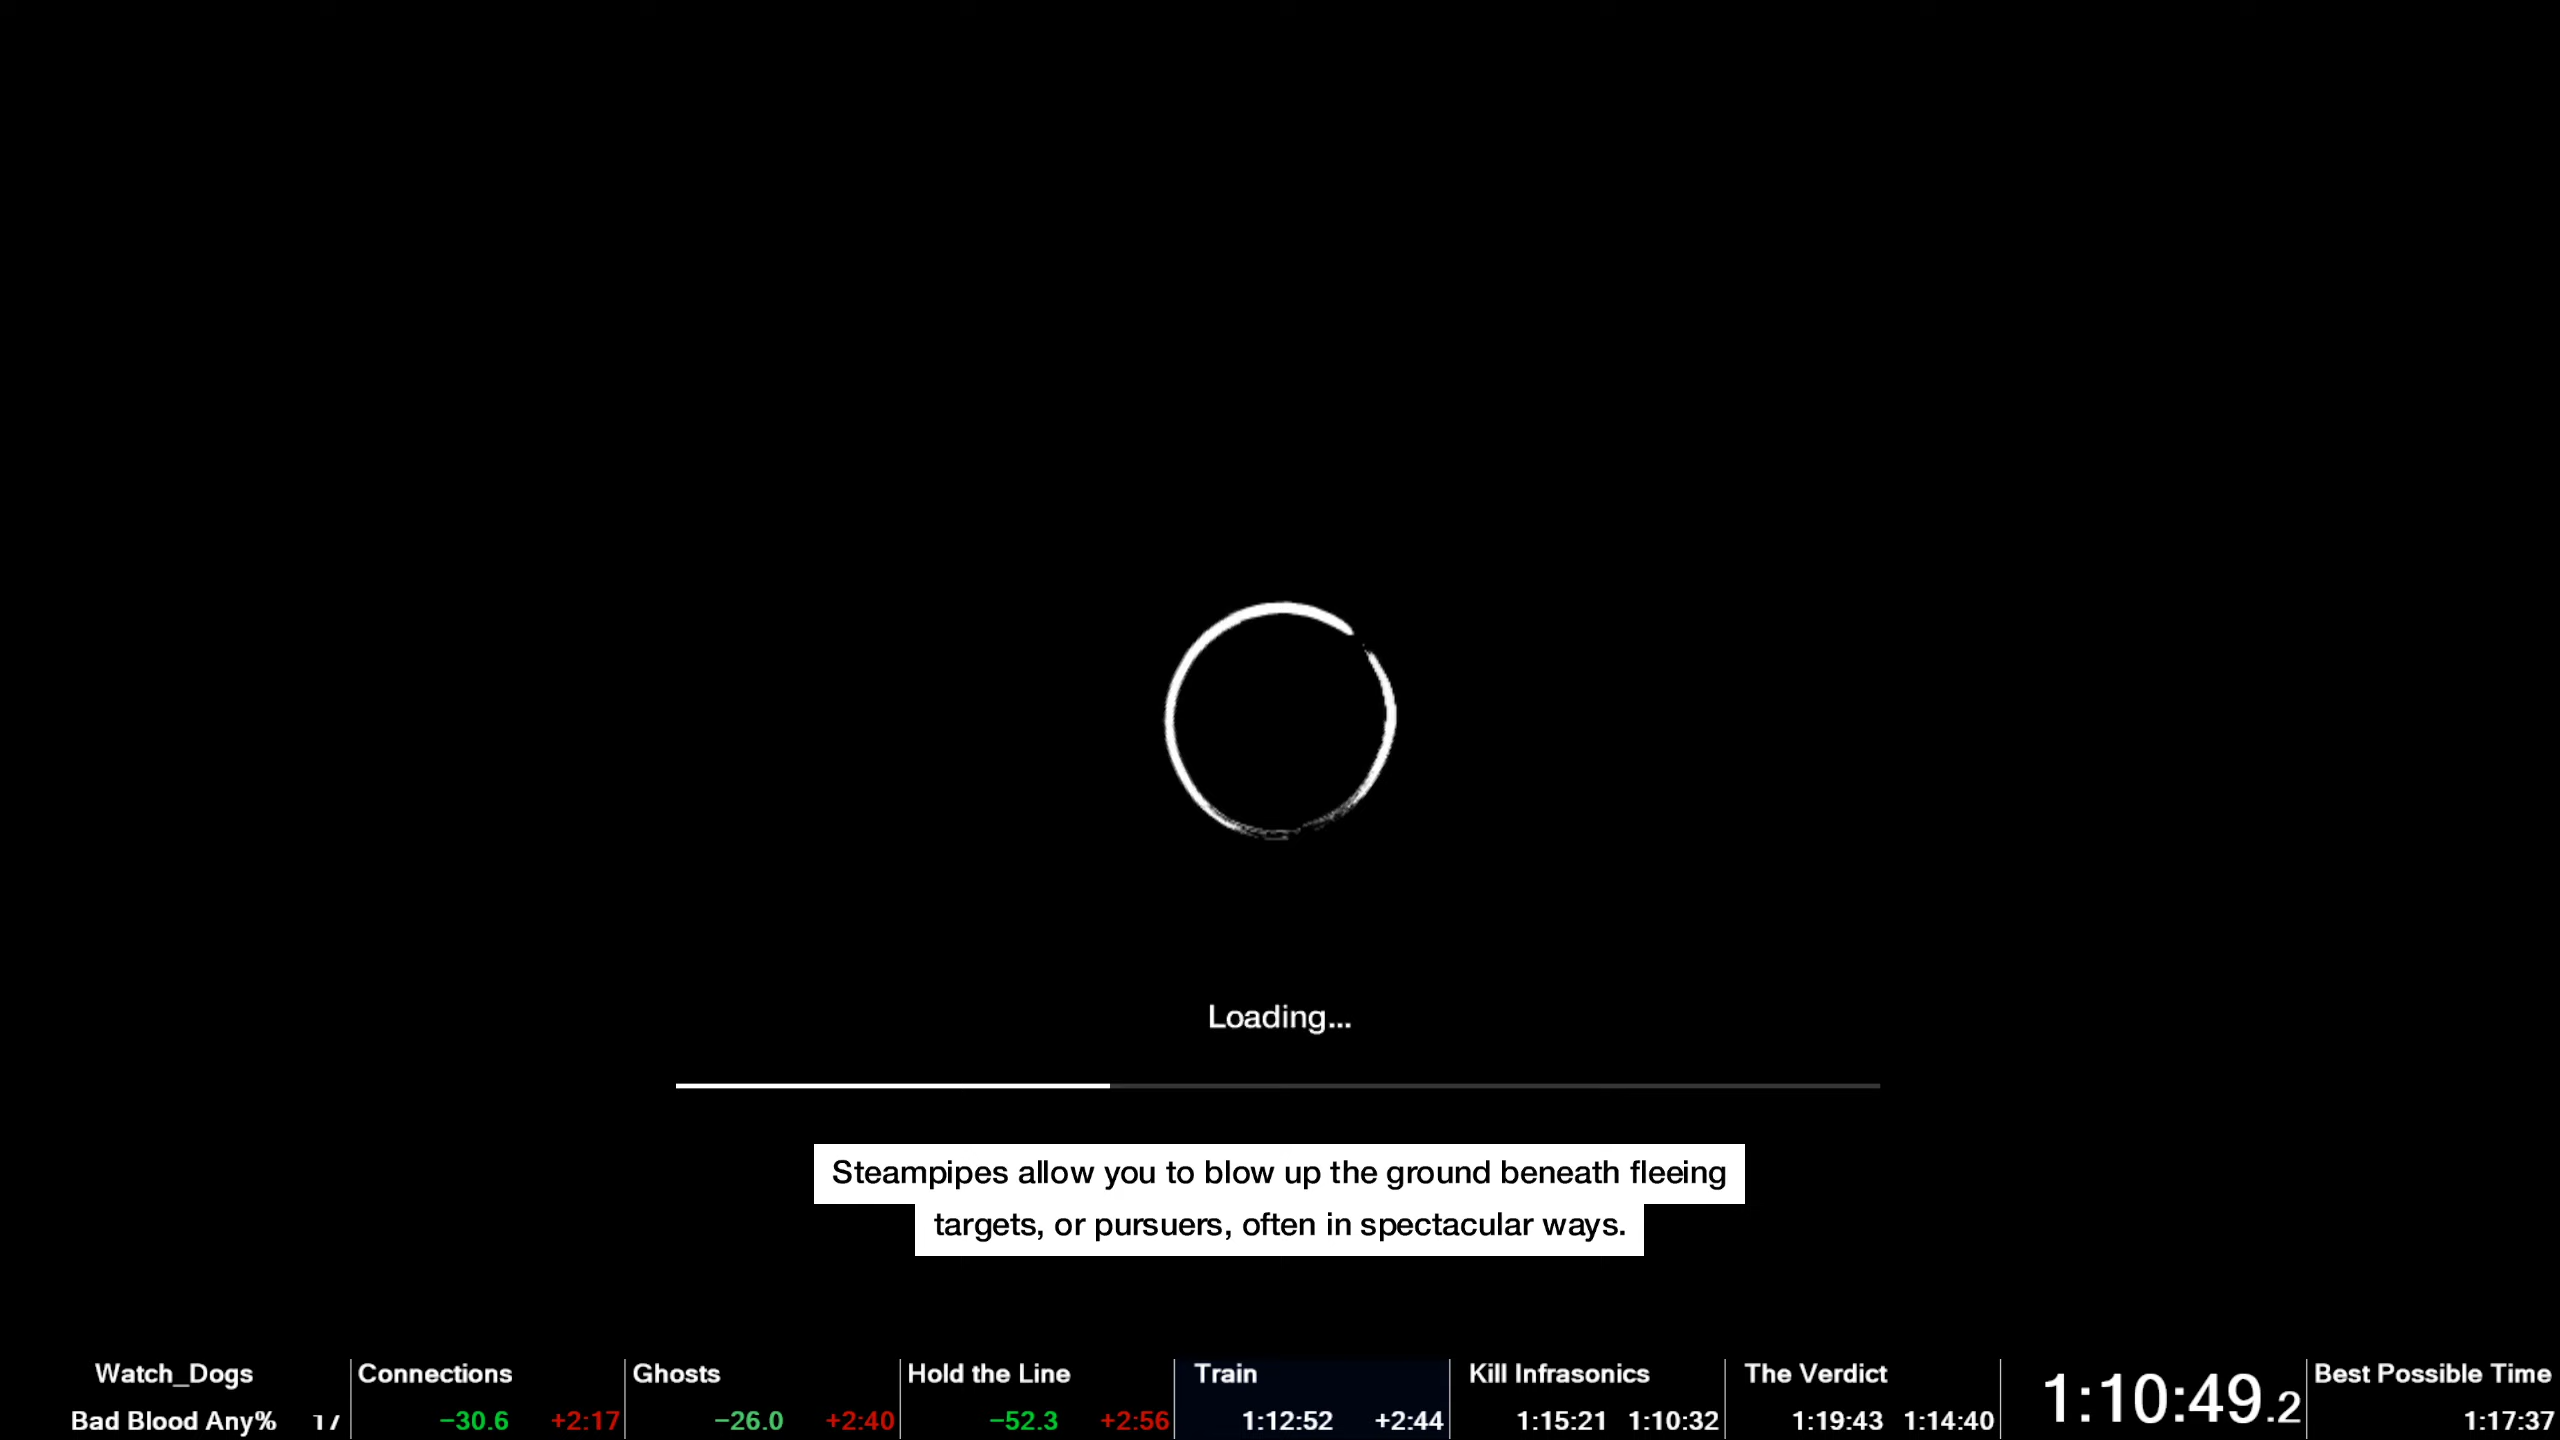 Loading...
Steampipes allow you to blow up the ground beneath fleeing
targets, or pursuers, often in spectacular ways.
Watch_Dogs
Bad Blood Any%
Connections
−30.6 +2:17
Ghosts
−26.0 +2:40
Hold the Line
−52.3 +2:56
Train
1:12:52 +2:44
Kill Infrasonics
1:15:21 1:10:32
The Verdict
1:19:43 1:14:40
1:10:49.2
Best Possible Time
1:17:37